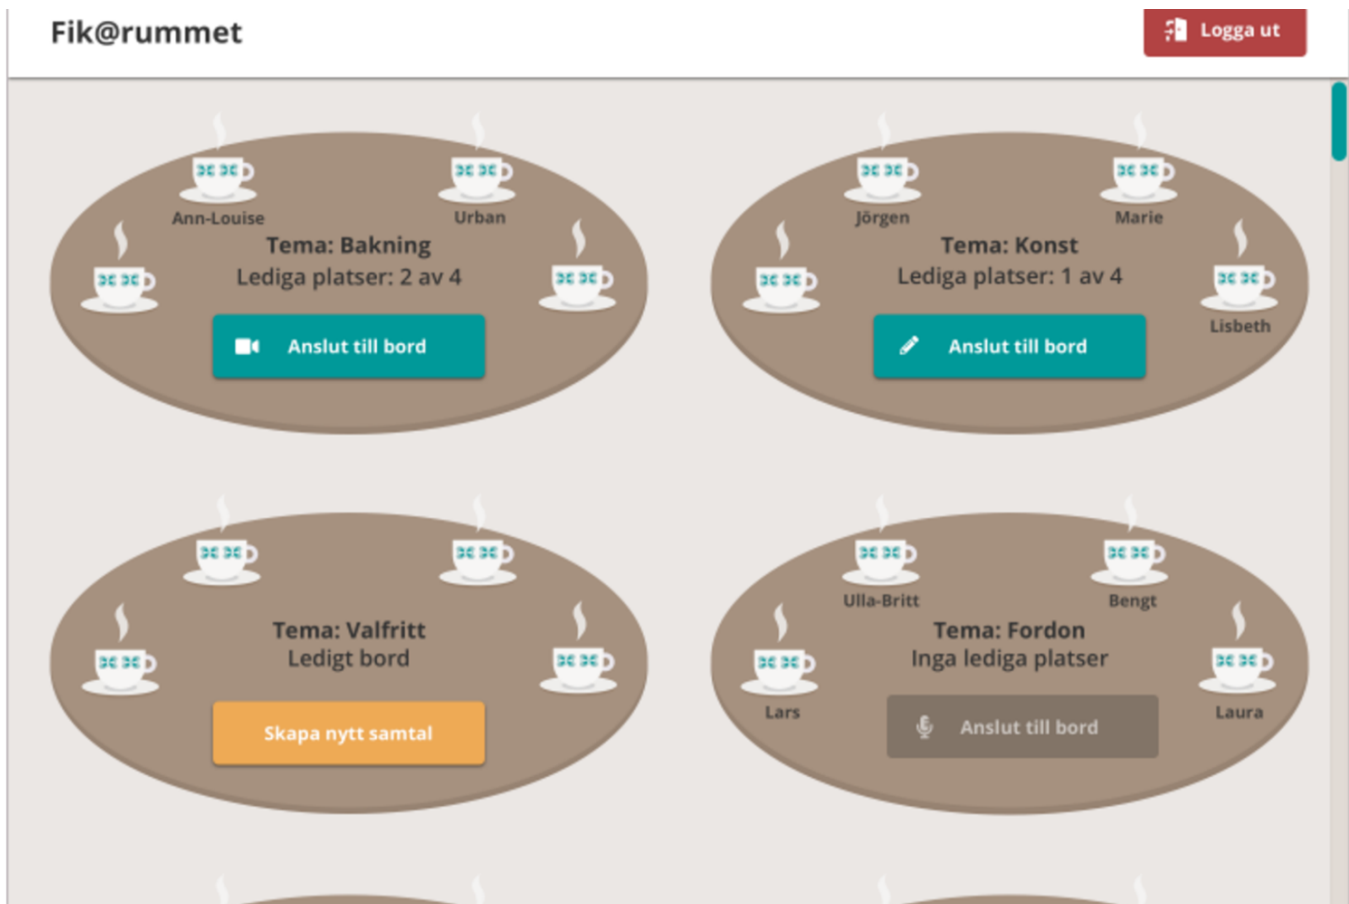 Fik@rummet
Logga ut
Ann-Louise
Urban
Tema: Bakning
Lediga platser: 2 av 4
Anslut till bord
Jörgen
Marie
Tema: Konst
Lediga platser: 1 av 4
Lisbeth
Anslut till bord
Tema: Valfritt
Ledigt bord
Skapa nytt samtal
Ulla-Britt
Bengt
Tema: Fordon
Inga lediga platser
Lars
Laura
Anslut till bord